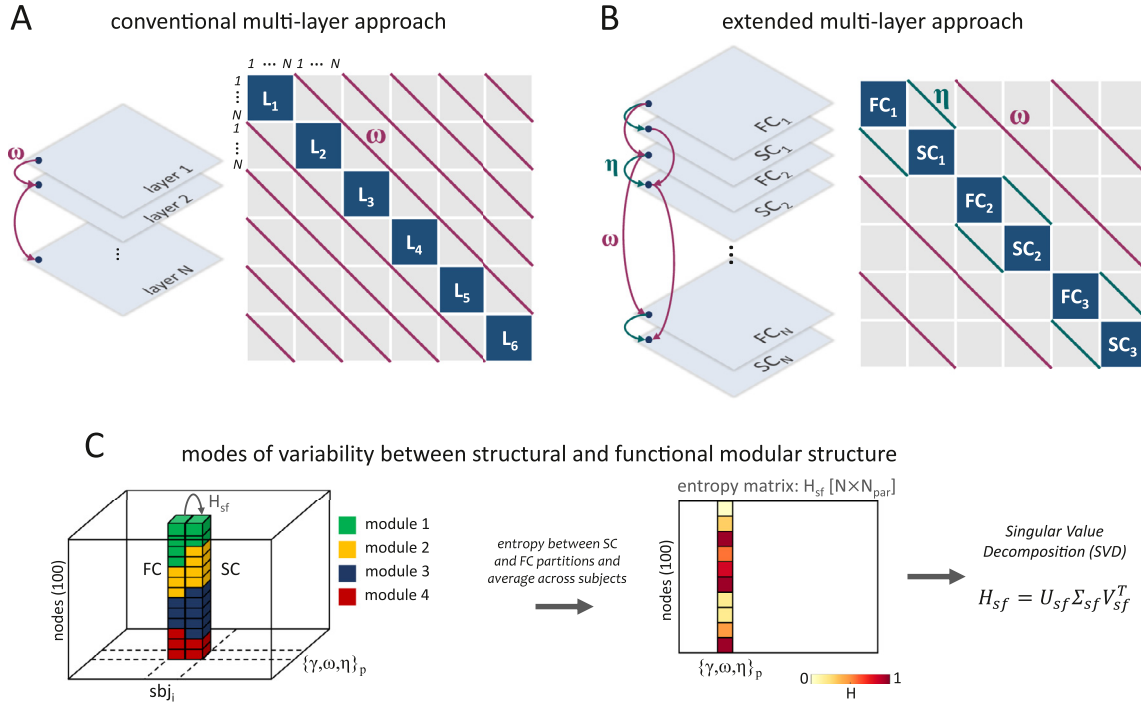 A
conventional multi-layer approach
1 ... N 1 ... N
1
⋮
N
1
⋮
N
L1
L2
L3
L4
L5
L6
ω
ω
layer 1
layer 2
⋮
layer N
B
extended multi-layer approach
FC1
SC1
FC2
SC2
⋮
FCN
SCN
η
ω
FC1
SC1
FC2
SC2
FC3
SC3
η
ω
C
modes of variability between structural and functional modular structure
Hsf
FC
SC
nodes (100)
sbji
{γ,ω,η}p
module 1
module 2
module 3
module 4
entropy between SC
and FC partitions and
average across subjects
entropy matrix: Hsf [N×Npar]
nodes (100)
{γ,ω,η}p
0
1
H
Singular Value
Decomposition (SVD)
Hsf = UsfΣsfVsf^T